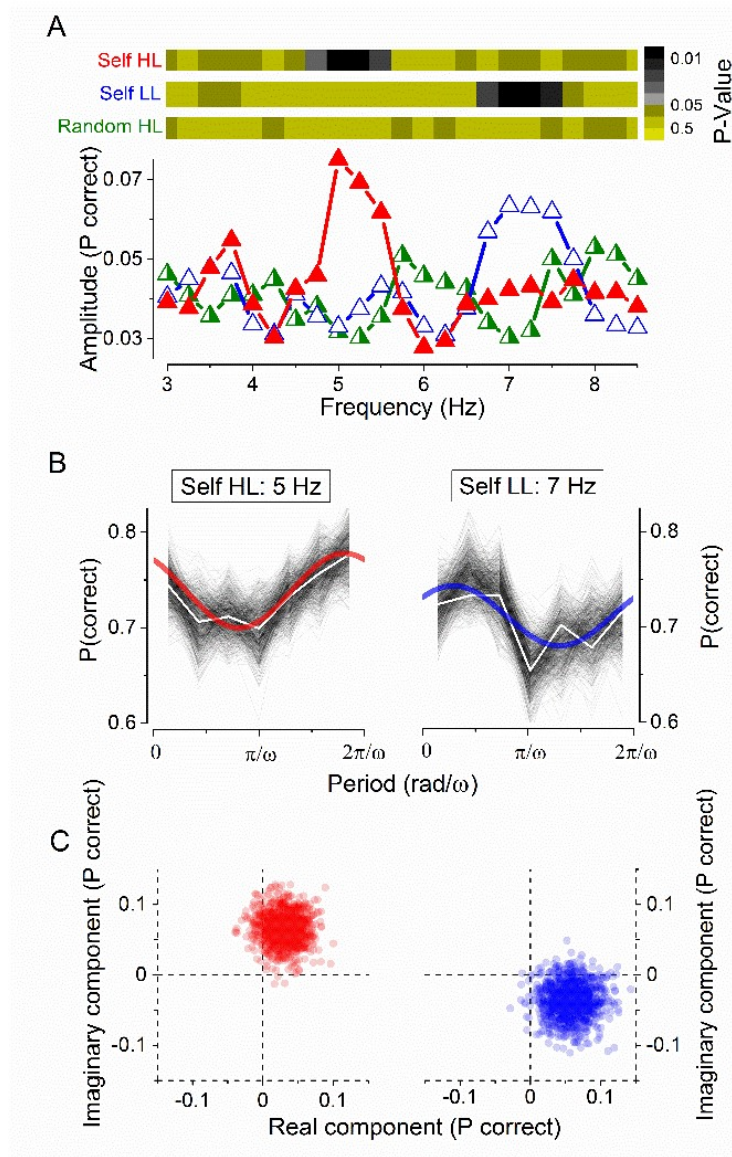 A
Self HL
Self LL
Random HL
0.01
0.05
0.5
P-Value
Amplitude (P correct)
0.07
0.05
0.03
3 4 5 6 7 8
Frequency (Hz)
B
Self HL: 5 Hz
Self LL: 7 Hz
P(correct)
0.8 0.8
0.7 0.7
0.6 0.6
P(correct)
0 π/ω 2π/ω 0 π/ω 2π/ω
Period (rad/ω)
C
Imaginary component (P correct)
0.1 0.1
0 0
-0.1 -0.1
Imaginary component (P correct)
-0.1 0 0.1 -0.1 0 0.1
Real component (P correct)